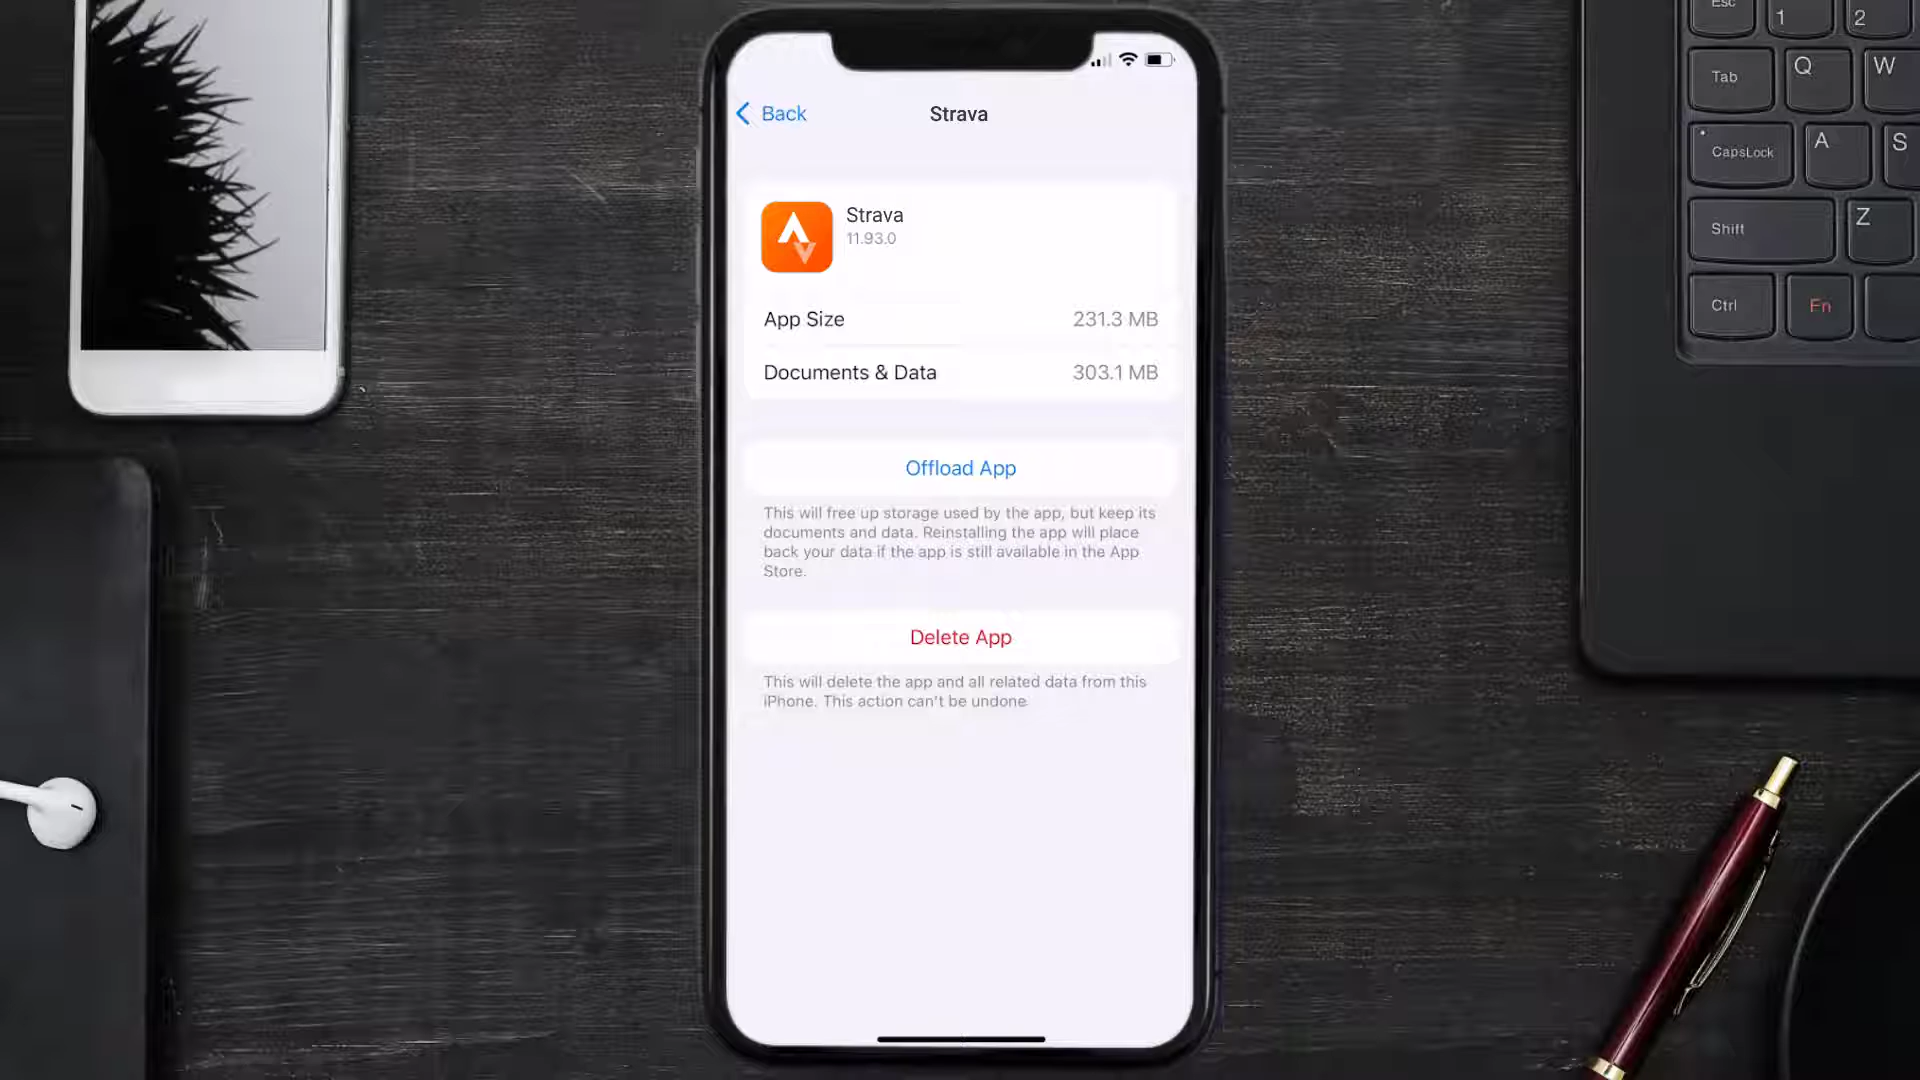 Back
Strava
Strava
11.93.0
App Size 231.3 MB
Documents & Data 303.1 MB
Offload App
This will free up storage used by the app, but keep its
documents and data. Reinstalling the app will place
back your data if the app is still available in the App
Store.
Delete App
This will delete the app and all related data from this
iPhone. This action can't be undone
Esc 1 2
Tab Q W
CapsLock A S
Shift Z
Ctrl Fn